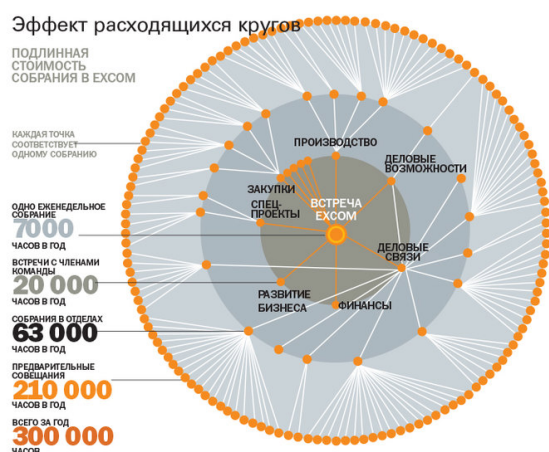 Эффект расходящихся кругов
ПОДЛИННАЯ
СТОИМОСТЬ
СОБРАНИЯ В EXCOM
КАЖДАЯ ТОЧКА
СООТВЕТСТВУЕТ
ОДНОМУ СОБРАНИЮ
ОДНО ЕЖЕНЕДЕЛЬНОЕ
СОБРАНИЕ
7000
ЧАСОВ В ГОД
ВСТРЕЧИ С ЧЛЕНАМИ
КОМАНДЫ
20 000
ЧАСОВ В ГОД
СОБРАНИЯ В ОТДЕЛАХ
63 000
ЧАСОВ В ГОД
ПРЕДВАРИТЕЛЬНЫЕ
СОВЕЩАНИЯ
210 000
ЧАСОВ В ГОД
ВСЕГО ЗА ГОД
300 000
ЧАСОВ
ПРОИЗВОДСТВО
ДЕЛОВЫЕ
ВОЗМОЖНОСТИ
ЗАКУПКИ
СПЕЦ-
ПРОЕКТЫ
ВСТРЕЧА
EXCOM
ДЕЛОВЫЕ
СВЯЗИ
РАЗВИТИЕ
БИЗНЕСА
ФИНАНСЫ